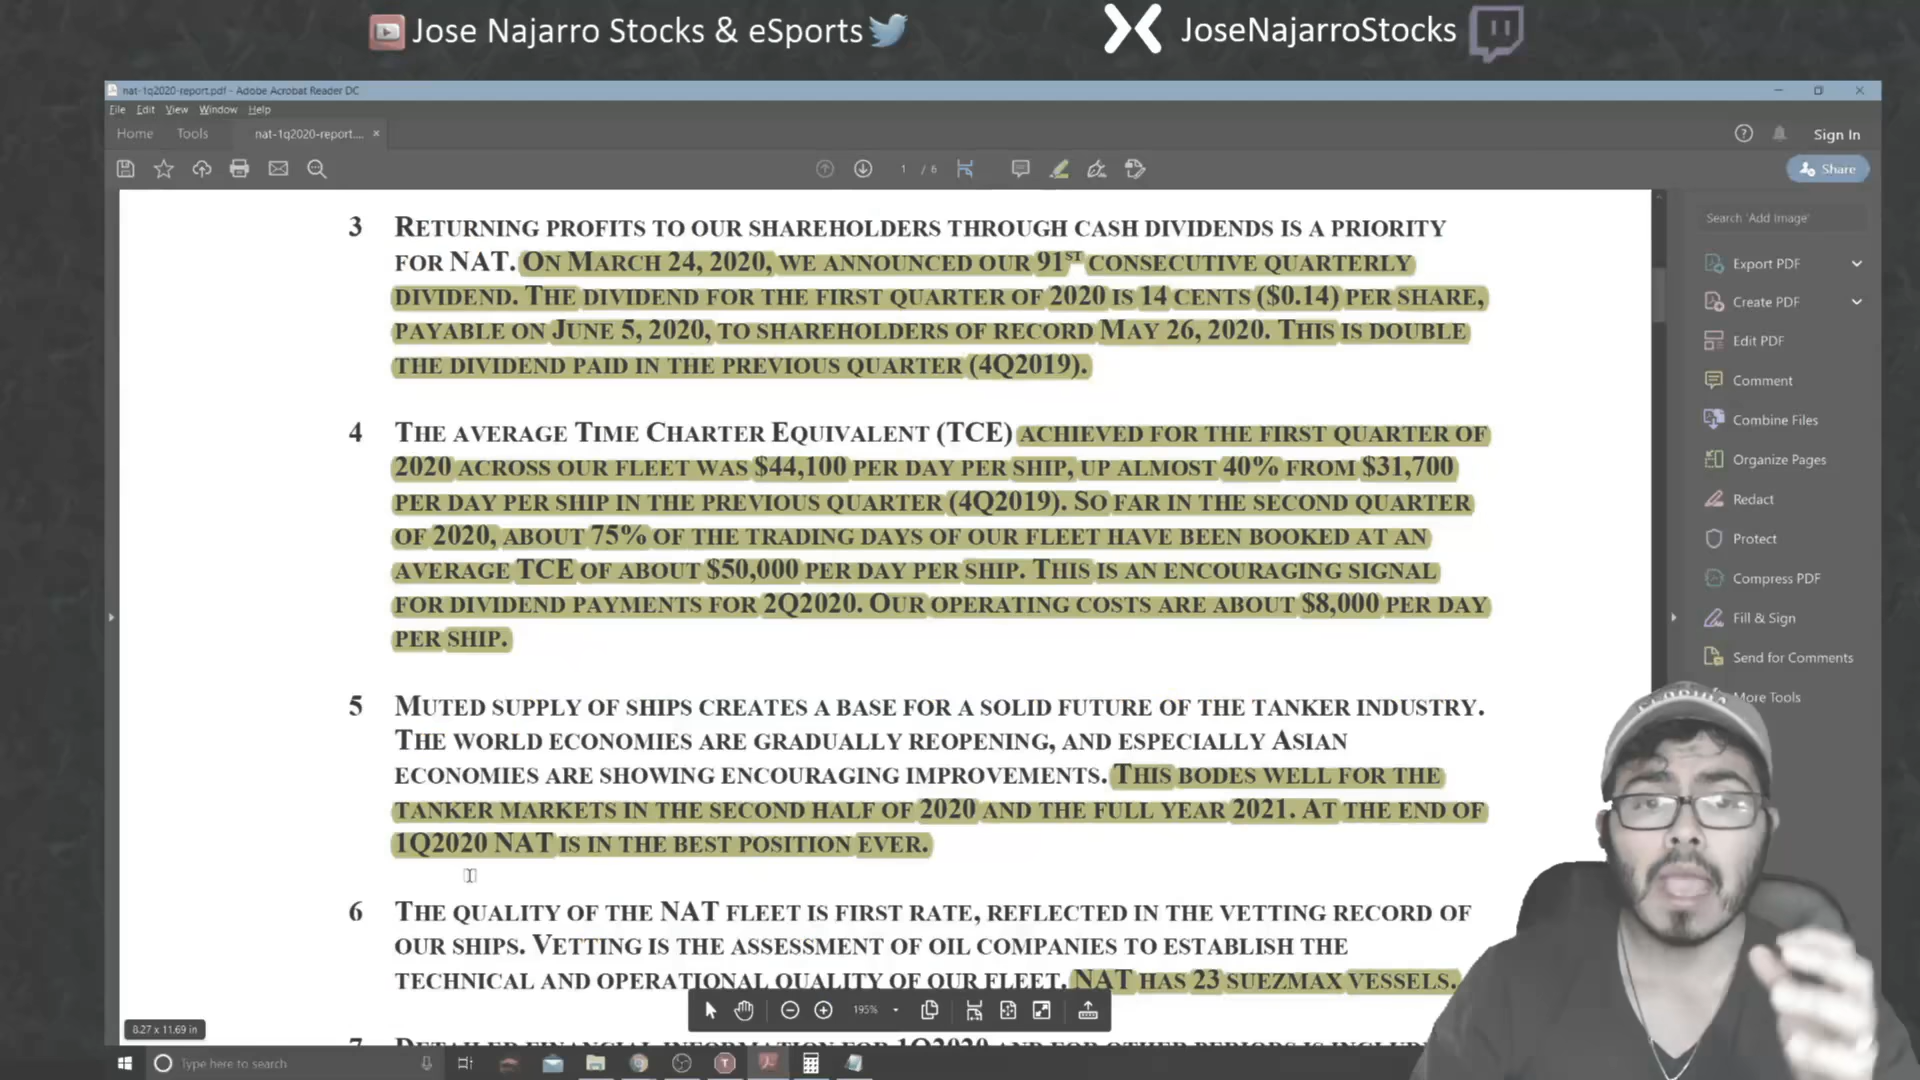 Jose Najarro Stocks & eSports
JoseNajarroStocks
nat-1q2020-report.pdf - Adobe Acrobat Reader DC
File Edit View Window Help
Home Tools nat-1q2020-report.... ×
Sign In
1 / 6
Share
3 RETURNING PROFITS TO OUR SHAREHOLDERS THROUGH CASH DIVIDENDS IS A PRIORITY
FOR NAT. ON MARCH 24, 2020, WE ANNOUNCED OUR 91ST CONSECUTIVE QUARTERLY
DIVIDEND. THE DIVIDEND FOR THE FIRST QUARTER OF 2020 IS 14 CENTS ($0.14) PER SHARE,
PAYABLE ON JUNE 5, 2020, TO SHAREHOLDERS OF RECORD MAY 26, 2020. THIS IS DOUBLE
THE DIVIDEND PAID IN THE PREVIOUS QUARTER (4Q2019).
4 THE AVERAGE TIME CHARTER EQUIVALENT (TCE) ACHIEVED FOR THE FIRST QUARTER OF
2020 ACROSS OUR FLEET WAS $44,100 PER DAY PER SHIP, UP ALMOST 40% FROM $31,700
PER DAY PER SHIP IN THE PREVIOUS QUARTER (4Q2019). SO FAR IN THE SECOND QUARTER
OF 2020, ABOUT 75% OF THE TRADING DAYS OF OUR FLEET HAVE BEEN BOOKED AT AN
AVERAGE TCE OF ABOUT $50,000 PER DAY PER SHIP. THIS IS AN ENCOURAGING SIGNAL
FOR DIVIDEND PAYMENTS FOR 2Q2020. OUR OPERATING COSTS ARE ABOUT $8,000 PER DAY
PER SHIP.
5 MUTED SUPPLY OF SHIPS CREATES A BASE FOR A SOLID FUTURE OF THE TANKER INDUSTRY.
THE WORLD ECONOMIES ARE GRADUALLY REOPENING, AND ESPECIALLY ASIAN
ECONOMIES ARE SHOWING ENCOURAGING IMPROVEMENTS. THIS BODES WELL FOR THE
TANKER MARKETS IN THE SECOND HALF OF 2020 AND THE FULL YEAR 2021. AT THE END OF
1Q2020 NAT IS IN THE BEST POSITION EVER.
6 THE QUALITY OF THE NAT FLEET IS FIRST RATE, REFLECTED IN THE VETTING RECORD OF
OUR SHIPS. VETTING IS THE ASSESSMENT OF OIL COMPANIES TO ESTABLISH THE
TECHNICAL AND OPERATIONAL QUALITY OF OUR FLEET. NAT HAS 23 SUEZMAX VESSELS.
7 DETAILED FINANCIAL INFORMATION FOR 1Q2020 AND FOR OTHER PERIODS IS
Search 'Add Image'
Export PDF
Create PDF
Edit PDF
Comment
Combine Files
Organize Pages
Redact
Protect
Compress PDF
Fill & Sign
Send for Comments
More Tools
195%
8.27 x 11.69 in
Type here to search